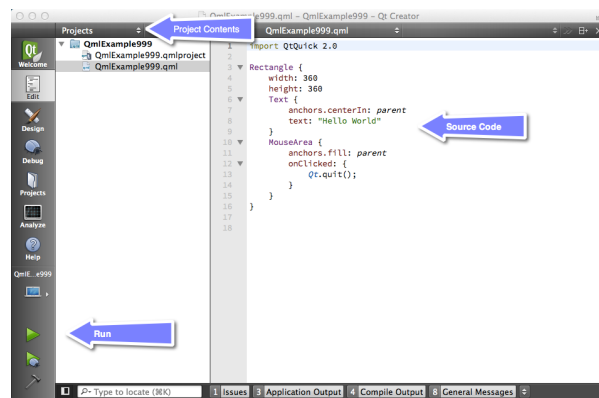 QmlExample999.qml - QmlExample999 - Qt Creator
Projects
Project Contents
QmlExample999.qml
QmlExample999
QmlExample999.qmlproject
QmlExample999.qml
Qt
Welcome
Edit
Design
Debug
Projects
Analyze
Help
QmlE...e999
1 import QtQuick 2.0
2
3 Rectangle {
4 width: 360
5 height: 360
6 Text {
7 anchors.centerIn: parent
8 text: "Hello World"
9 }
10 MouseArea {
11 anchors.fill: parent
12 onClicked: {
13 Qt.quit();
14 }
15 }
16 }
17
18
Source Code
Run
Type to locate (⌘K)
1 Issues
3 Application Output
4 Compile Output
8 General Messages